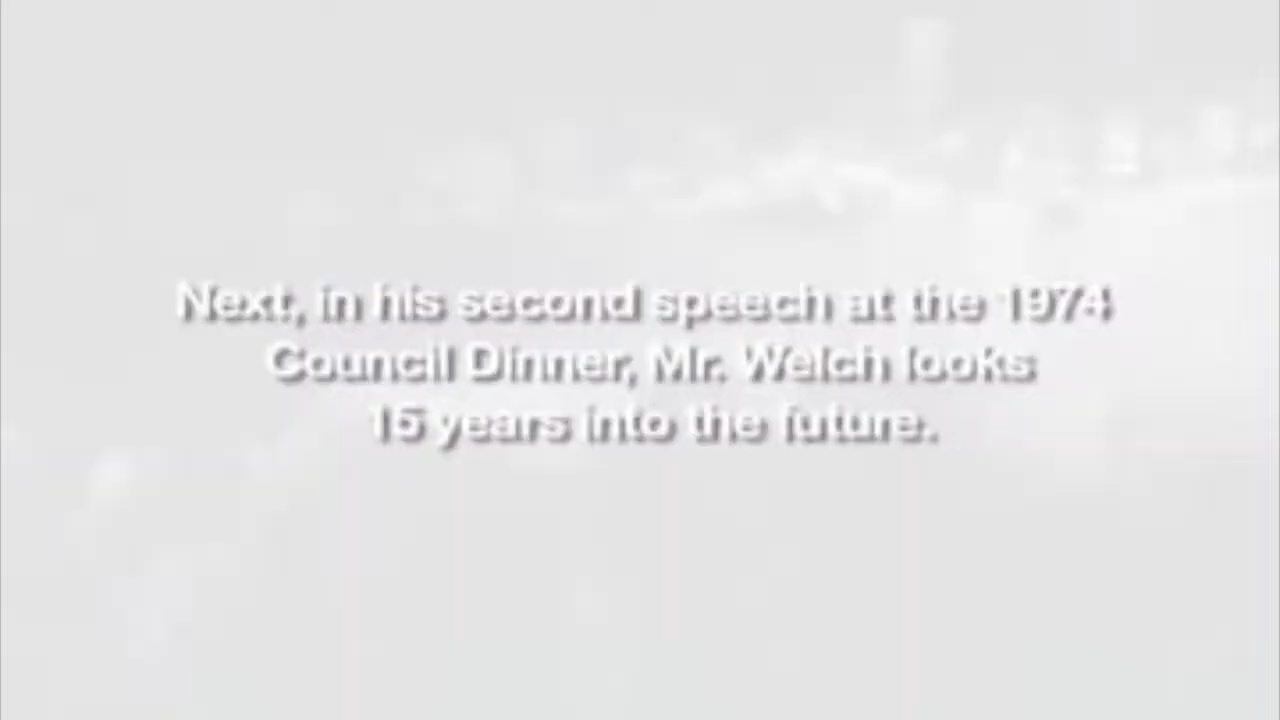 Next, in his second speech at the 1974
Council Dinner, Mr. Welch looks
15 years into the future.